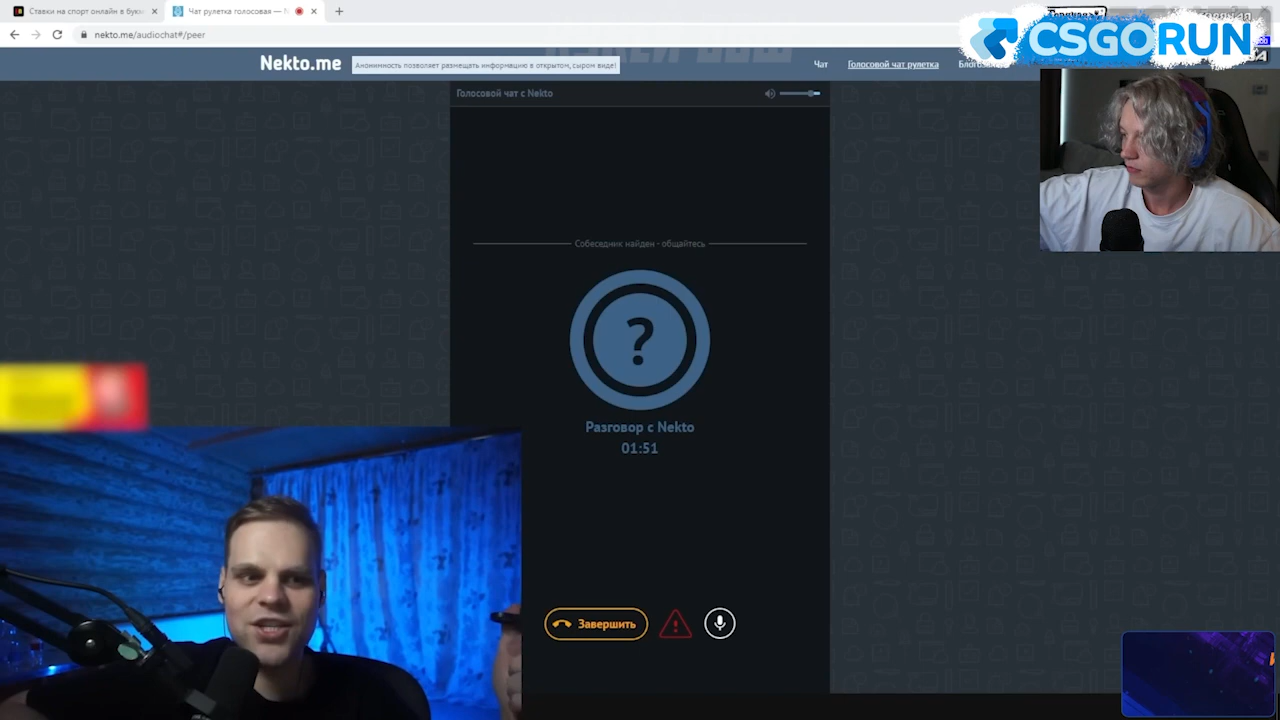 Ставки на спорт онлайн в букм
Чат рулетка голосовая — N
nekto.me/audiochat#/peer
CSGORUN
Nekto.me
Анонимность позволяет размещать информацию в открытом, сыром виде!
Чат
Голосовой чат рулетка
Голосовой чат с Nekto
Собеседник найден - общайтесь
?
Разговор с Nekto
01:51
Завершить